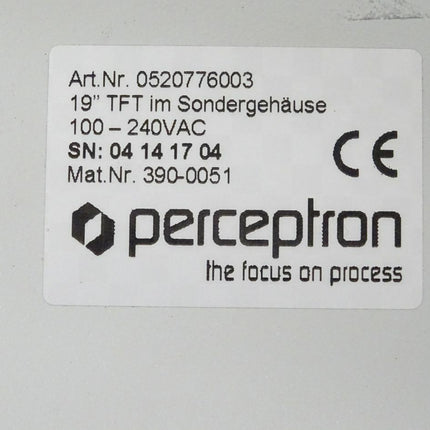 Art.Nr. 0520776003
19" TFT im Sondergehäuse
100 – 240VAC
SN: 04 14 17 04
Mat.Nr. 390-0051
CE
perceptron
the focus on process